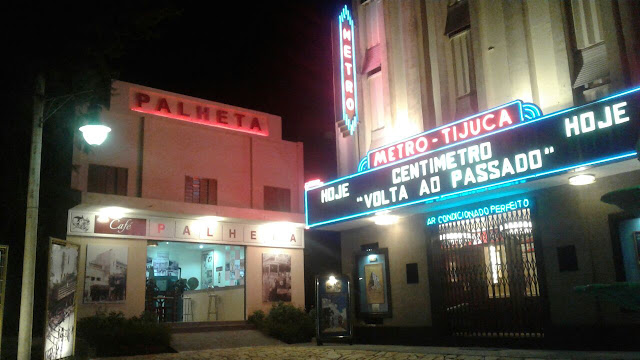 PALHETA
Café PALHETA
METRO
METRO-TIJUCA
HOJE CENTIMETRO HOJE
"VOLTA AO PASSADO"
AR CONDICIONADO PERFEITO